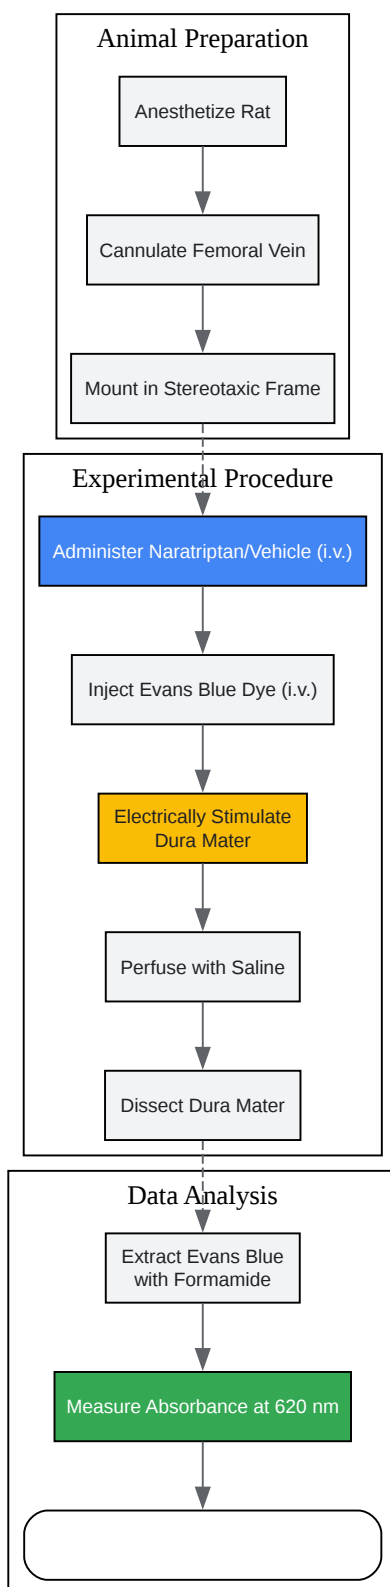 Animal Preparation
Anesthetize Rat
Cannulate Femoral Vein
Mount in Stereotaxic Frame
Experimental Procedure
Administer Naratriptan/Vehicle (i.v.)
Inject Evans Blue Dye (i.v.)
Electrically Stimulate
Dura Mater
Perfuse with Saline
Dissect Dura Mater
Data Analysis
Extract Evans Blue
with Formamide
Measure Absorbance at 620 nm